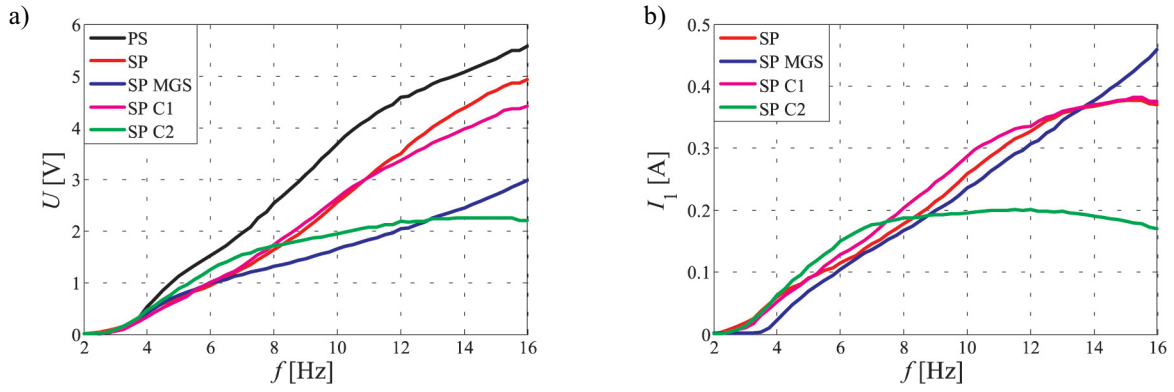 a)
U [V]
6
5
4
3
2
1
0
PS
SP
SP MGS
SP C1
SP C2
2 4 6 8 10 12 14 16
f [Hz]
b)
I1 [A]
0.5
0.4
0.3
0.2
0.1
0
SP
SP MGS
SP C1
SP C2
2 4 6 8 10 12 14 16
f [Hz]